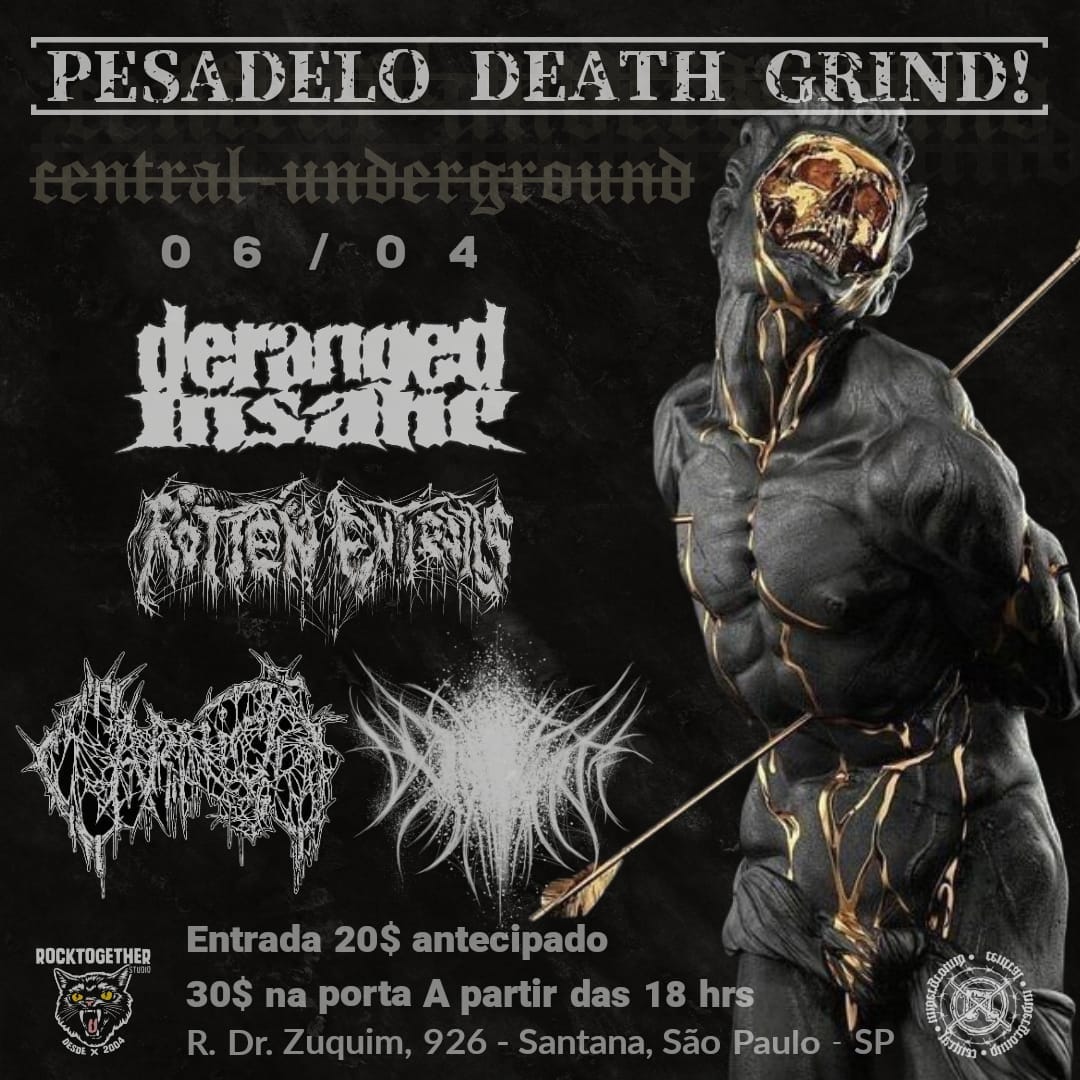 PESADELO DEATH GRIND!
central underground
06/04
deranged
insane
ROTTEN ENTRAILS
Entrada 20$ antecipado
ROCKTOGETHER
STUDIO
30$ na porta A partir das 18 hrs
DESDE X 2004
R. Dr. Zuquim, 926 - Santana, São Paulo - SP